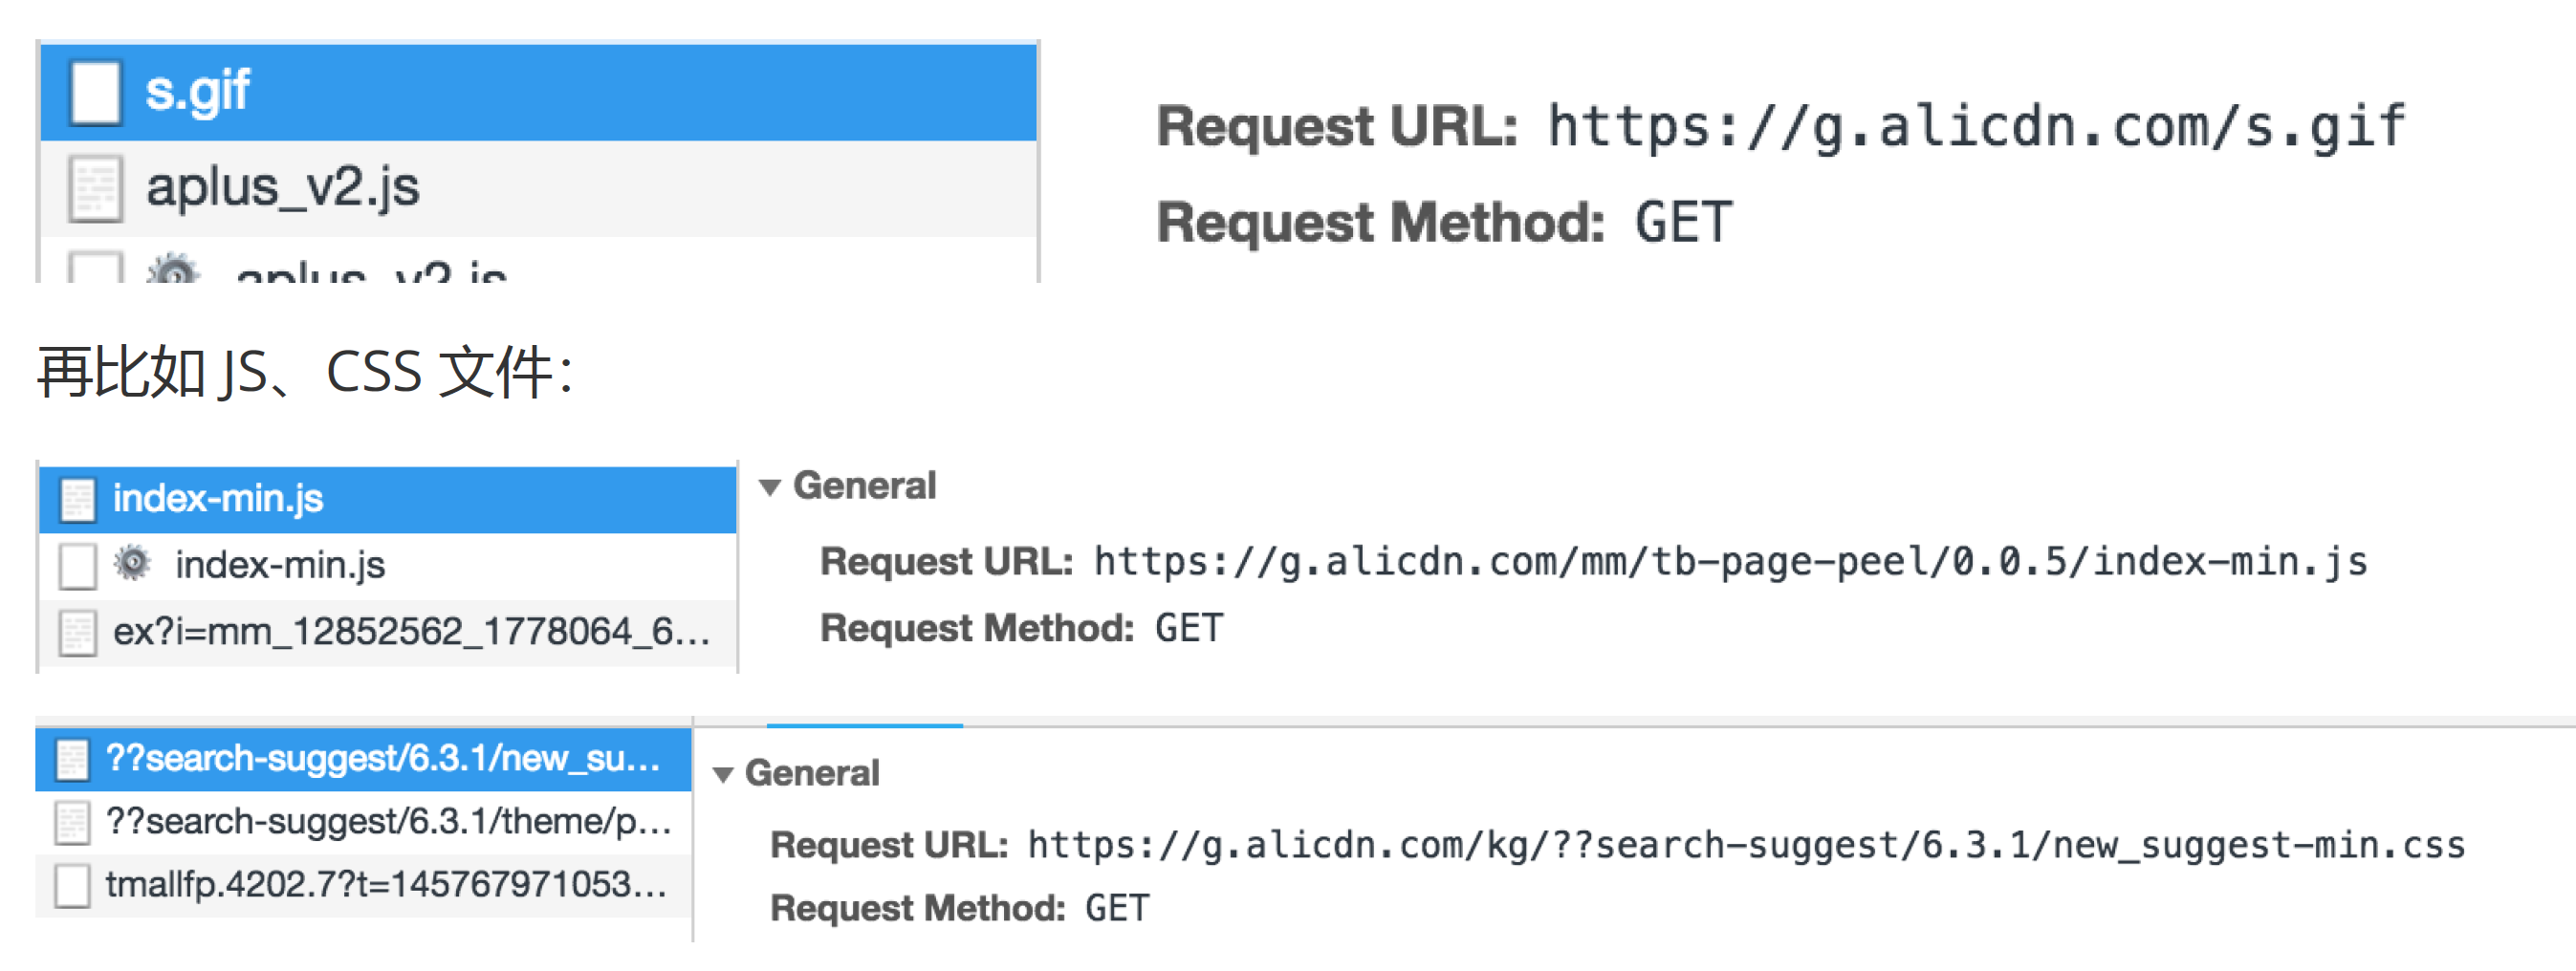 s.gif
aplus_v2.js
aplus_v2.js
Request URL: https://g.alicdn.com/s.gif
Request Method: GET
再比如 JS、CSS 文件：
index-min.js
index-min.js
ex?i=mm_12852562_1778064_6...
General
Request URL: https://g.alicdn.com/mm/tb-page-peel/0.0.5/index-min.js
Request Method: GET
??search-suggest/6.3.1/new_su...
??search-suggest/6.3.1/theme/p...
tmallfp.4202.7?t=145767971053...
General
Request URL: https://g.alicdn.com/kg/??search-suggest/6.3.1/new_suggest-min.css
Request Method: GET